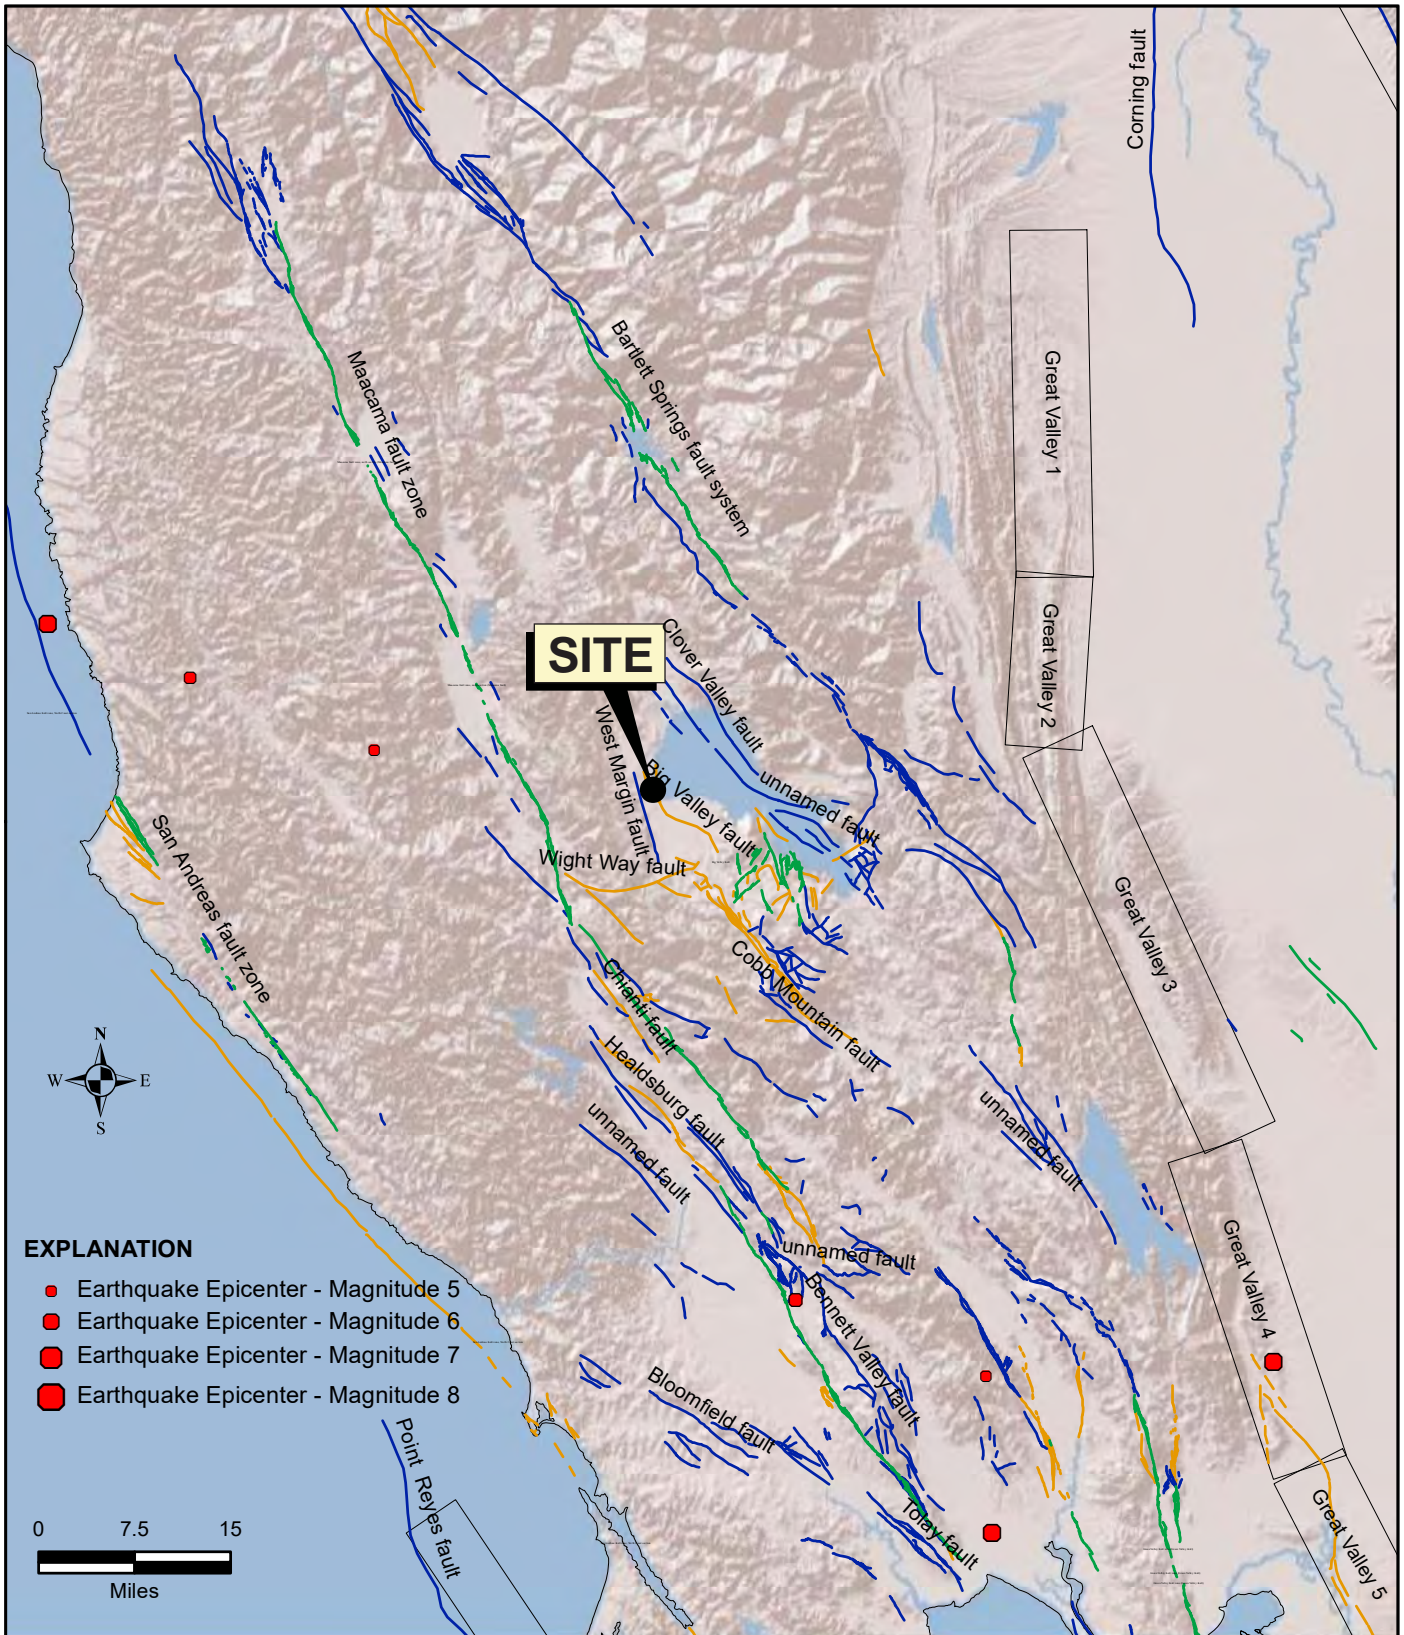 Corning fault
Bartlett Springs fault system
Great Valley 1
Maacama fault zone
Great Valley 2
SITE
Clover Valley fault
West Margin fault
Big Valley fault
unnamed fault
San Andreas fault zone
Wight Way fault
Great Valley 3
Cobb Mountain fault
Chianti fault
N
W E
S
Healdsburg fault
unnamed fault
unnamed fault
Great Valley 4
unnamed fault
EXPLANATION
Earthquake Epicenter - Magnitude 5
Earthquake Epicenter - Magnitude 6
Earthquake Epicenter - Magnitude 7
Earthquake Epicenter - Magnitude 8
Bennett Valley fault
Bloomfield fault
Point Reyes fault
Tolay fault
Great Valley 5
0 7.5 15
Miles